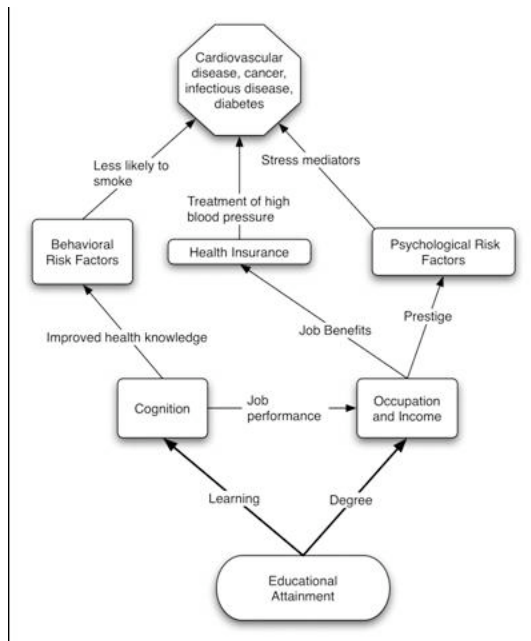 Cardiovascular
disease, cancer,
infectious disease,
diabetes
Less likely to
smoke
Stress mediators
Treatment of high
blood pressure
Behavioral
Risk Factors
Health Insurance
Psychological Risk
Factors
Improved health knowledge
Job Benefits
Prestige
Cognition
Job
performance
Occupation
and Income
Learning
Degree
Educational
Attainment